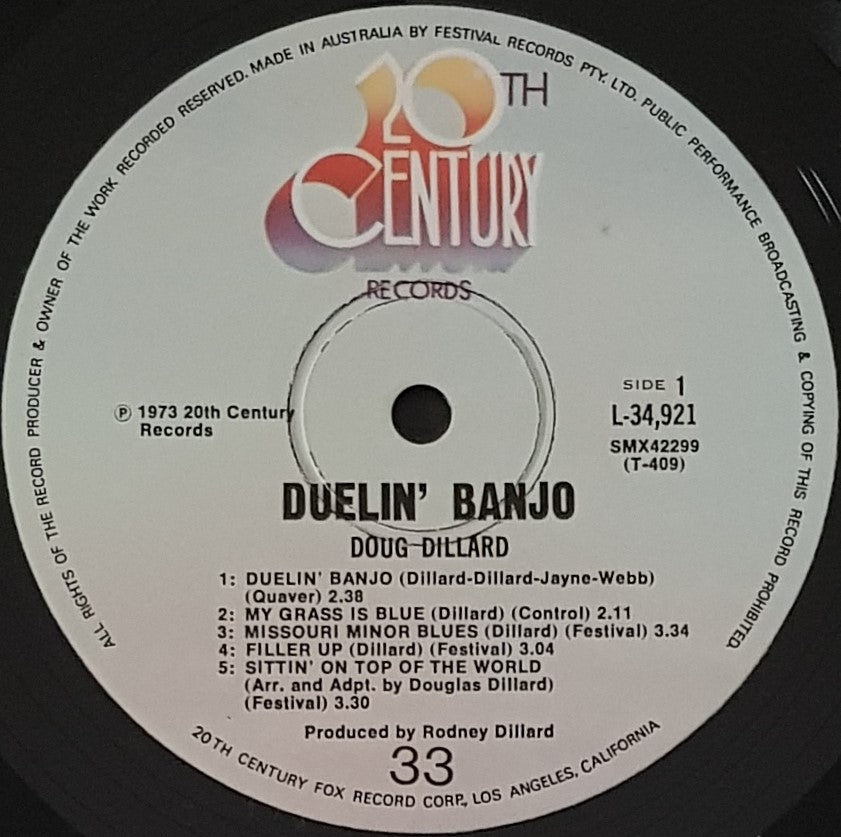 ALL RIGHTS OF THE RECORD PRODUCER & OWNER OF THE WORK RECORDED RESERVED. MADE IN AUSTRALIA BY FESTIVAL RECORDS PTY. LTD. PUBLIC PERFORMANCE BROADCASTING & COPYING OF THIS RECORD PROHIBITED.
20TH
CENTURY
RECORDS
℗ 1973 20th Century
Records
SIDE 1
L-34,921
SMX42299
(T-409)
DUELIN' BANJO
DOUG DILLARD
1: DUELIN' BANJO (Dillard-Dillard-Jayne-Webb)
(Quaver) 2.38
2: MY GRASS IS BLUE (Dillard) (Control) 2.11
3: MISSOURI MINOR BLUES (Dillard) (Festival) 3.34
4: FILLER UP (Dillard) (Festival) 3.04
5: SITTIN' ON TOP OF THE WORLD
(Arr. and Adpt. by Douglas Dillard)
(Festival) 3.30
Produced by Rodney Dillard
33
20TH CENTURY FOX RECORD CORP., LOS ANGELES, CALIFORNIA